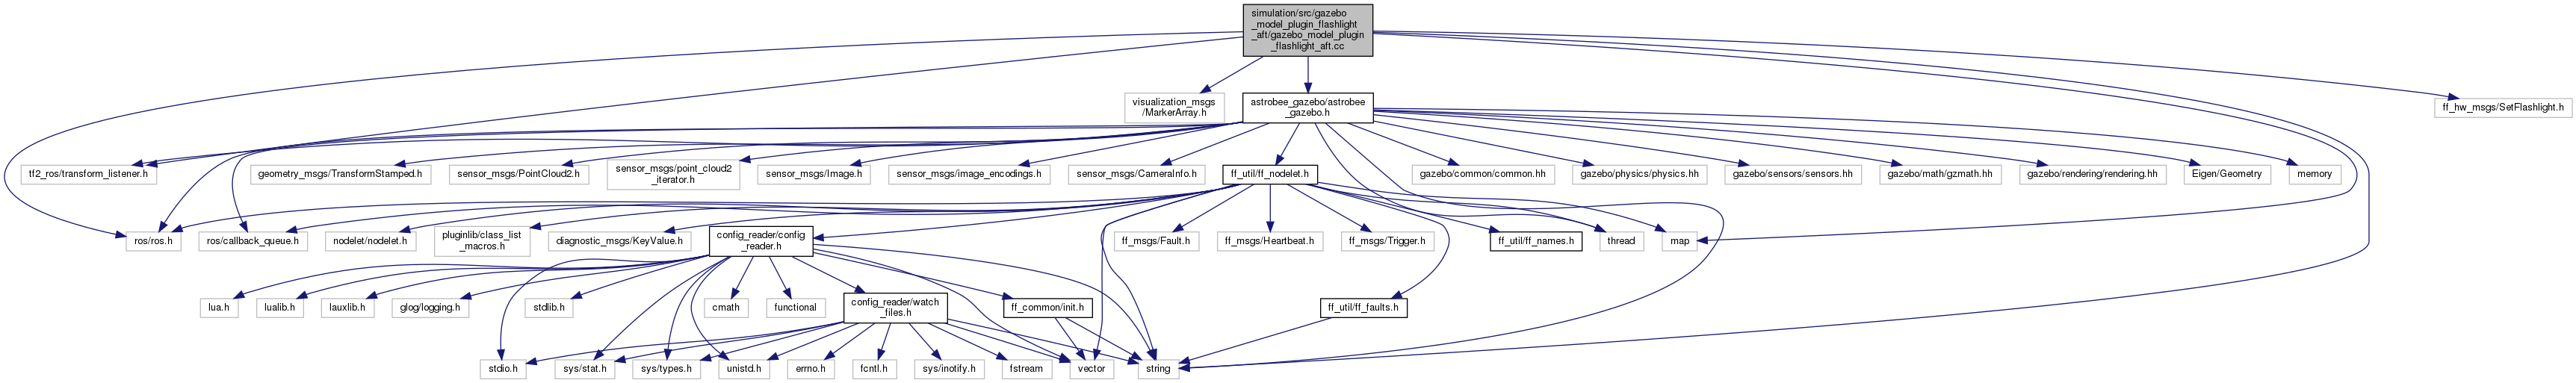 simulation/src/gazebo
_model_plugin_flashlight
_aft/gazebo_model_plugin
_flashlight_aft.cc
visualization_msgs
/MarkerArray.h
astrobee_gazebo/astrobee
_gazebo.h
ff_hw_msgs/SetFlashlight.h
tf2_ros/transform_listener.h
geometry_msgs/TransformStamped.h
sensor_msgs/PointCloud2.h
sensor_msgs/point_cloud2
_iterator.h
sensor_msgs/Image.h
sensor_msgs/image_encodings.h
sensor_msgs/CameraInfo.h
ff_util/ff_nodelet.h
gazebo/common/common.hh
gazebo/physics/physics.hh
gazebo/sensors/sensors.hh
gazebo/math/gzmath.hh
gazebo/rendering/rendering.hh
Eigen/Geometry
memory
ros/ros.h
ros/callback_queue.h
nodelet/nodelet.h
pluginlib/class_list
_macros.h
diagnostic_msgs/KeyValue.h
config_reader/config
_reader.h
ff_msgs/Fault.h
ff_msgs/Heartbeat.h
ff_msgs/Trigger.h
ff_util/ff_names.h
thread
map
lua.h
lualib.h
lauxlib.h
glog/logging.h
stdlib.h
cmath
functional
config_reader/watch
_files.h
ff_common/init.h
ff_util/ff_faults.h
stdio.h
sys/stat.h
sys/types.h
unistd.h
errno.h
fcntl.h
sys/inotify.h
fstream
vector
string